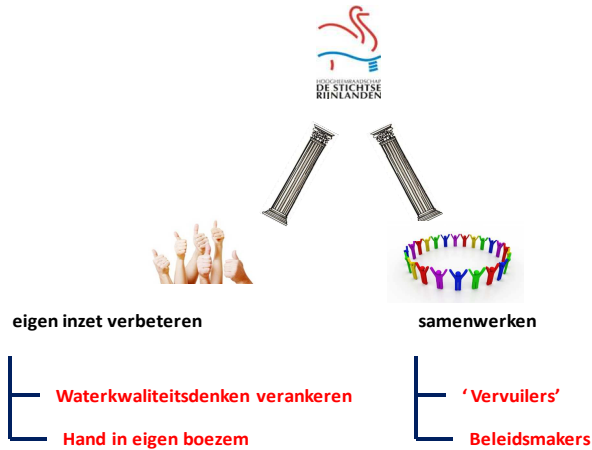 HOOGHEEMRAADSCHAP
DE STICHTSE
RIJNLANDEN
eigen inzet verbeteren
samenwerken
Waterkwaliteitsdenken verankeren
‘ Vervuilers’
Hand in eigen boezem
Beleidsmakers